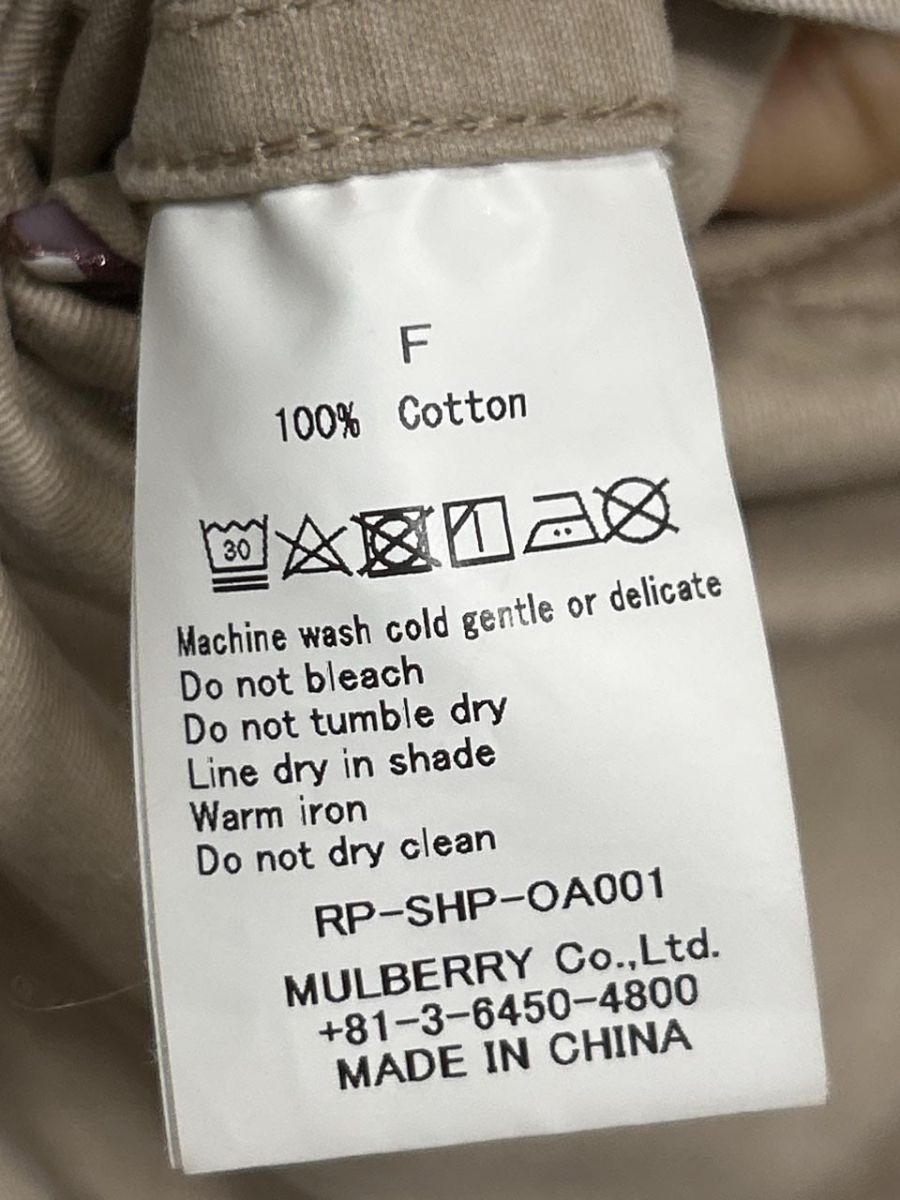 F
100% Cotton
30
Machine wash cold gentle or delicate
Do not bleach
Do not tumble dry
Line dry in shade
Warm iron
Do not dry clean
RP-SHP-OA001
MULBERRY Co.,Ltd.
+81-3-6450-4800
MADE IN CHINA